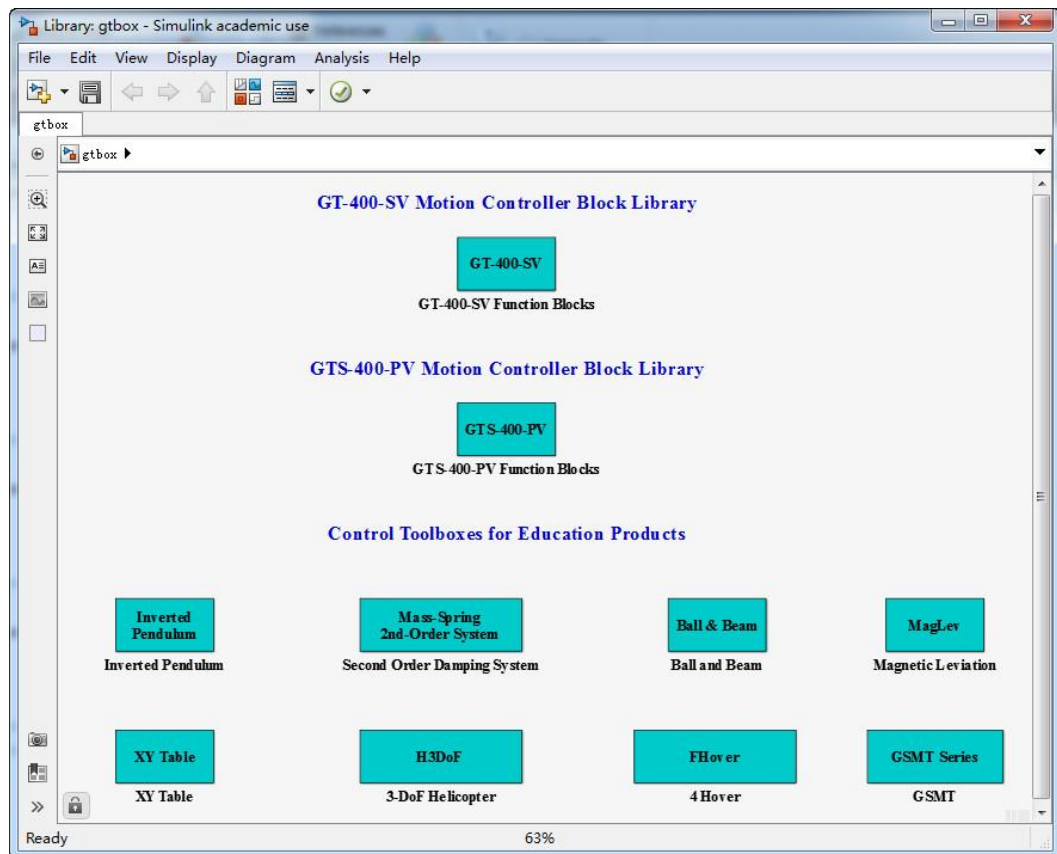 Library: gtbox - Simulink academic use
File Edit View Display Diagram Analysis Help
gtbox
gtbox
GT-400-SV Motion Controller Block Library
GT-400-SV
GT-400-SV Function Blocks
GTS-400-PV Motion Controller Block Library
GTS-400-PV
GTS-400-PV Function Blocks
Control Toolboxes for Education Products
Inverted
Pendulum
Mass-Spring
2nd-Order System
Ball & Beam
MagLev
Inverted Pendulum
Second Order Damping System
Ball and Beam
Magnetic Leviation
XY Table
H3DoF
FHover
GSMT Series
XY Table
3-DoF Helicopter
4 Hover
GSMT
Ready
63%